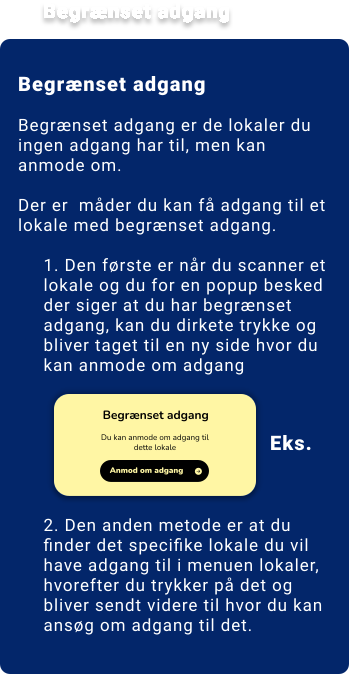 Begrænset adgang
Begrænset adgang
Begrænset adgang er de lokaler du
ingen adgang har til, men kan
anmode om.
Der er  måder du kan få adgang til et
lokale med begrænset adgang.
1. Den første er når du scanner et
lokale og du for en popup besked
der siger at du har begrænset
adgang, kan du dirkete trykke og
bliver taget til en ny side hvor du
kan anmode om adgang
Begrænset adgang
Du kan anmode om adgang til
dette lokale
Anmod om adgang
Eks.
2. Den anden metode er at du
finder det specifikke lokale du vil
have adgang til i menuen lokaler,
hvorefter du trykker på det og
bliver sendt videre til hvor du kan
ansøg om adgang til det.